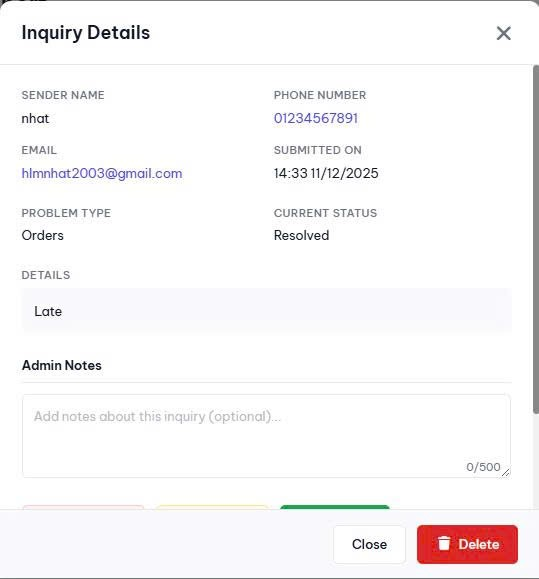 Inquiry Details
SENDER NAME
nhat
PHONE NUMBER
01234567891
EMAIL
hlmnhat2003@gmail.com
SUBMITTED ON
14:33 11/12/2025
PROBLEM TYPE
Orders
CURRENT STATUS
Resolved
DETAILS
Late
Admin Notes
Add notes about this inquiry (optional)...
0/500
Close
Delete